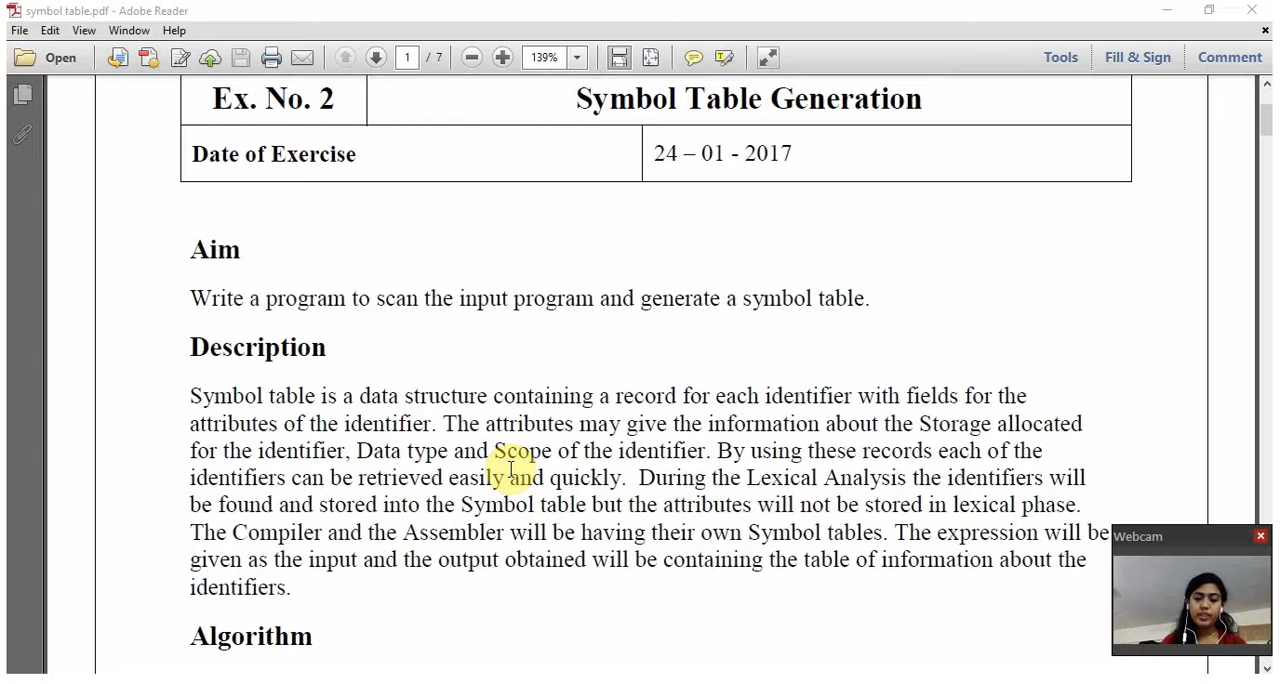 symbol table.pdf - Adobe Reader
File Edit View Window Help
Open 1 / 7 139% Tools Fill & Sign Comment
Ex. No. 2 Symbol Table Generation
Date of Exercise 24 – 01 - 2017
Aim
Write a program to scan the input program and generate a symbol table.
Description
Symbol table is a data structure containing a record for each identifier with fields for the
attributes of the identifier. The attributes may give the information about the Storage allocated
for the identifier, Data type and Scope of the identifier. By using these records each of the
identifiers can be retrieved easily and quickly. During the Lexical Analysis the identifiers will
be found and stored into the Symbol table but the attributes will not be stored in lexical phase.
The Compiler and the Assembler will be having their own Symbol tables. The expression will be
given as the input and the output obtained will be containing the table of information about the
identifiers.
Algorithm
Webcam